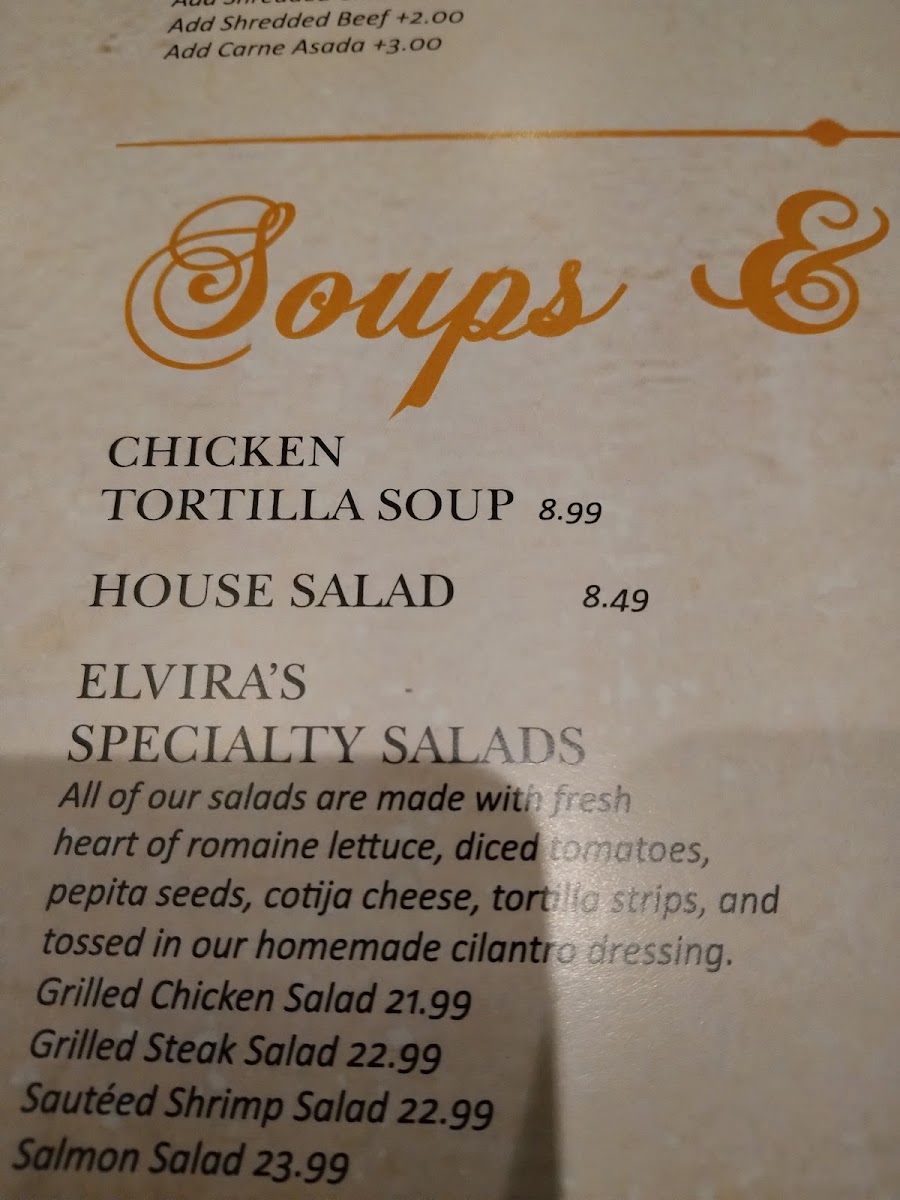 Add Shredded
Add Shredded Beef +2.00
Add Carne Asada +3.00
Soups &
CHICKEN
TORTILLA SOUP 8.99
HOUSE SALAD 8.49
ELVIRA'S
SPECIALTY SALADS
All of our salads are made with fresh
heart of romaine lettuce, diced tomatoes,
pepita seeds, cotija cheese, tortilla strips, and
tossed in our homemade cilantro dressing.
Grilled Chicken Salad 21.99
Grilled Steak Salad 22.99
Sautéed Shrimp Salad 22.99
Salmon Salad 23.99